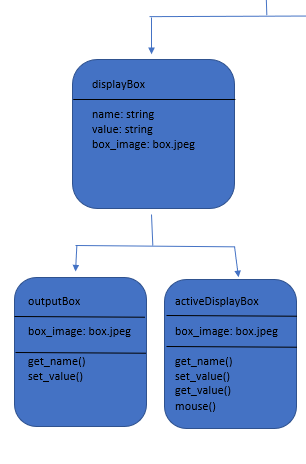 displayBox
name: string
value: string
box_image: box.jpeg
outputBox
box_image: box.jpeg
get_name()
set_value()
activeDisplayBox
box_image: box.jpeg
get_name()
set_value()
get_value()
mouse()